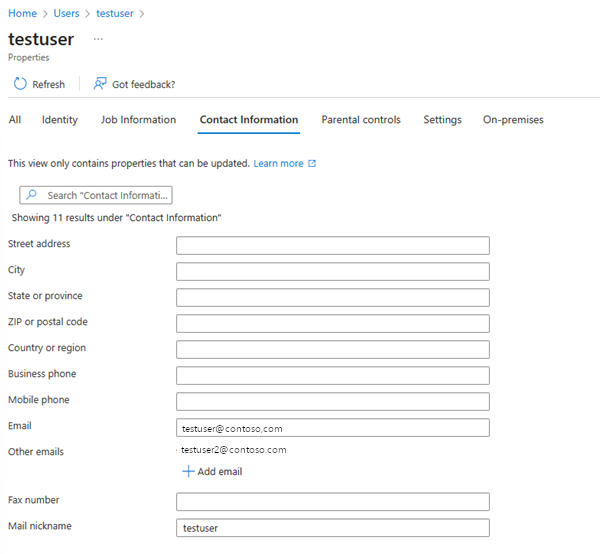 Home > Users > testuser >
testuser ...
Properties
Refresh Got feedback?
All Identity Job Information Contact Information Parental controls Settings On-premises
This view only contains properties that can be updated. Learn more
Search "Contact Informati...
Showing 11 results under "Contact Information"
Street address
City
State or province
ZIP or postal code
Country or region
Business phone
Mobile phone
Email testuser@contoso.com
Other emails testuser2@contoso.com
+ Add email
Fax number
Mail nickname testuser